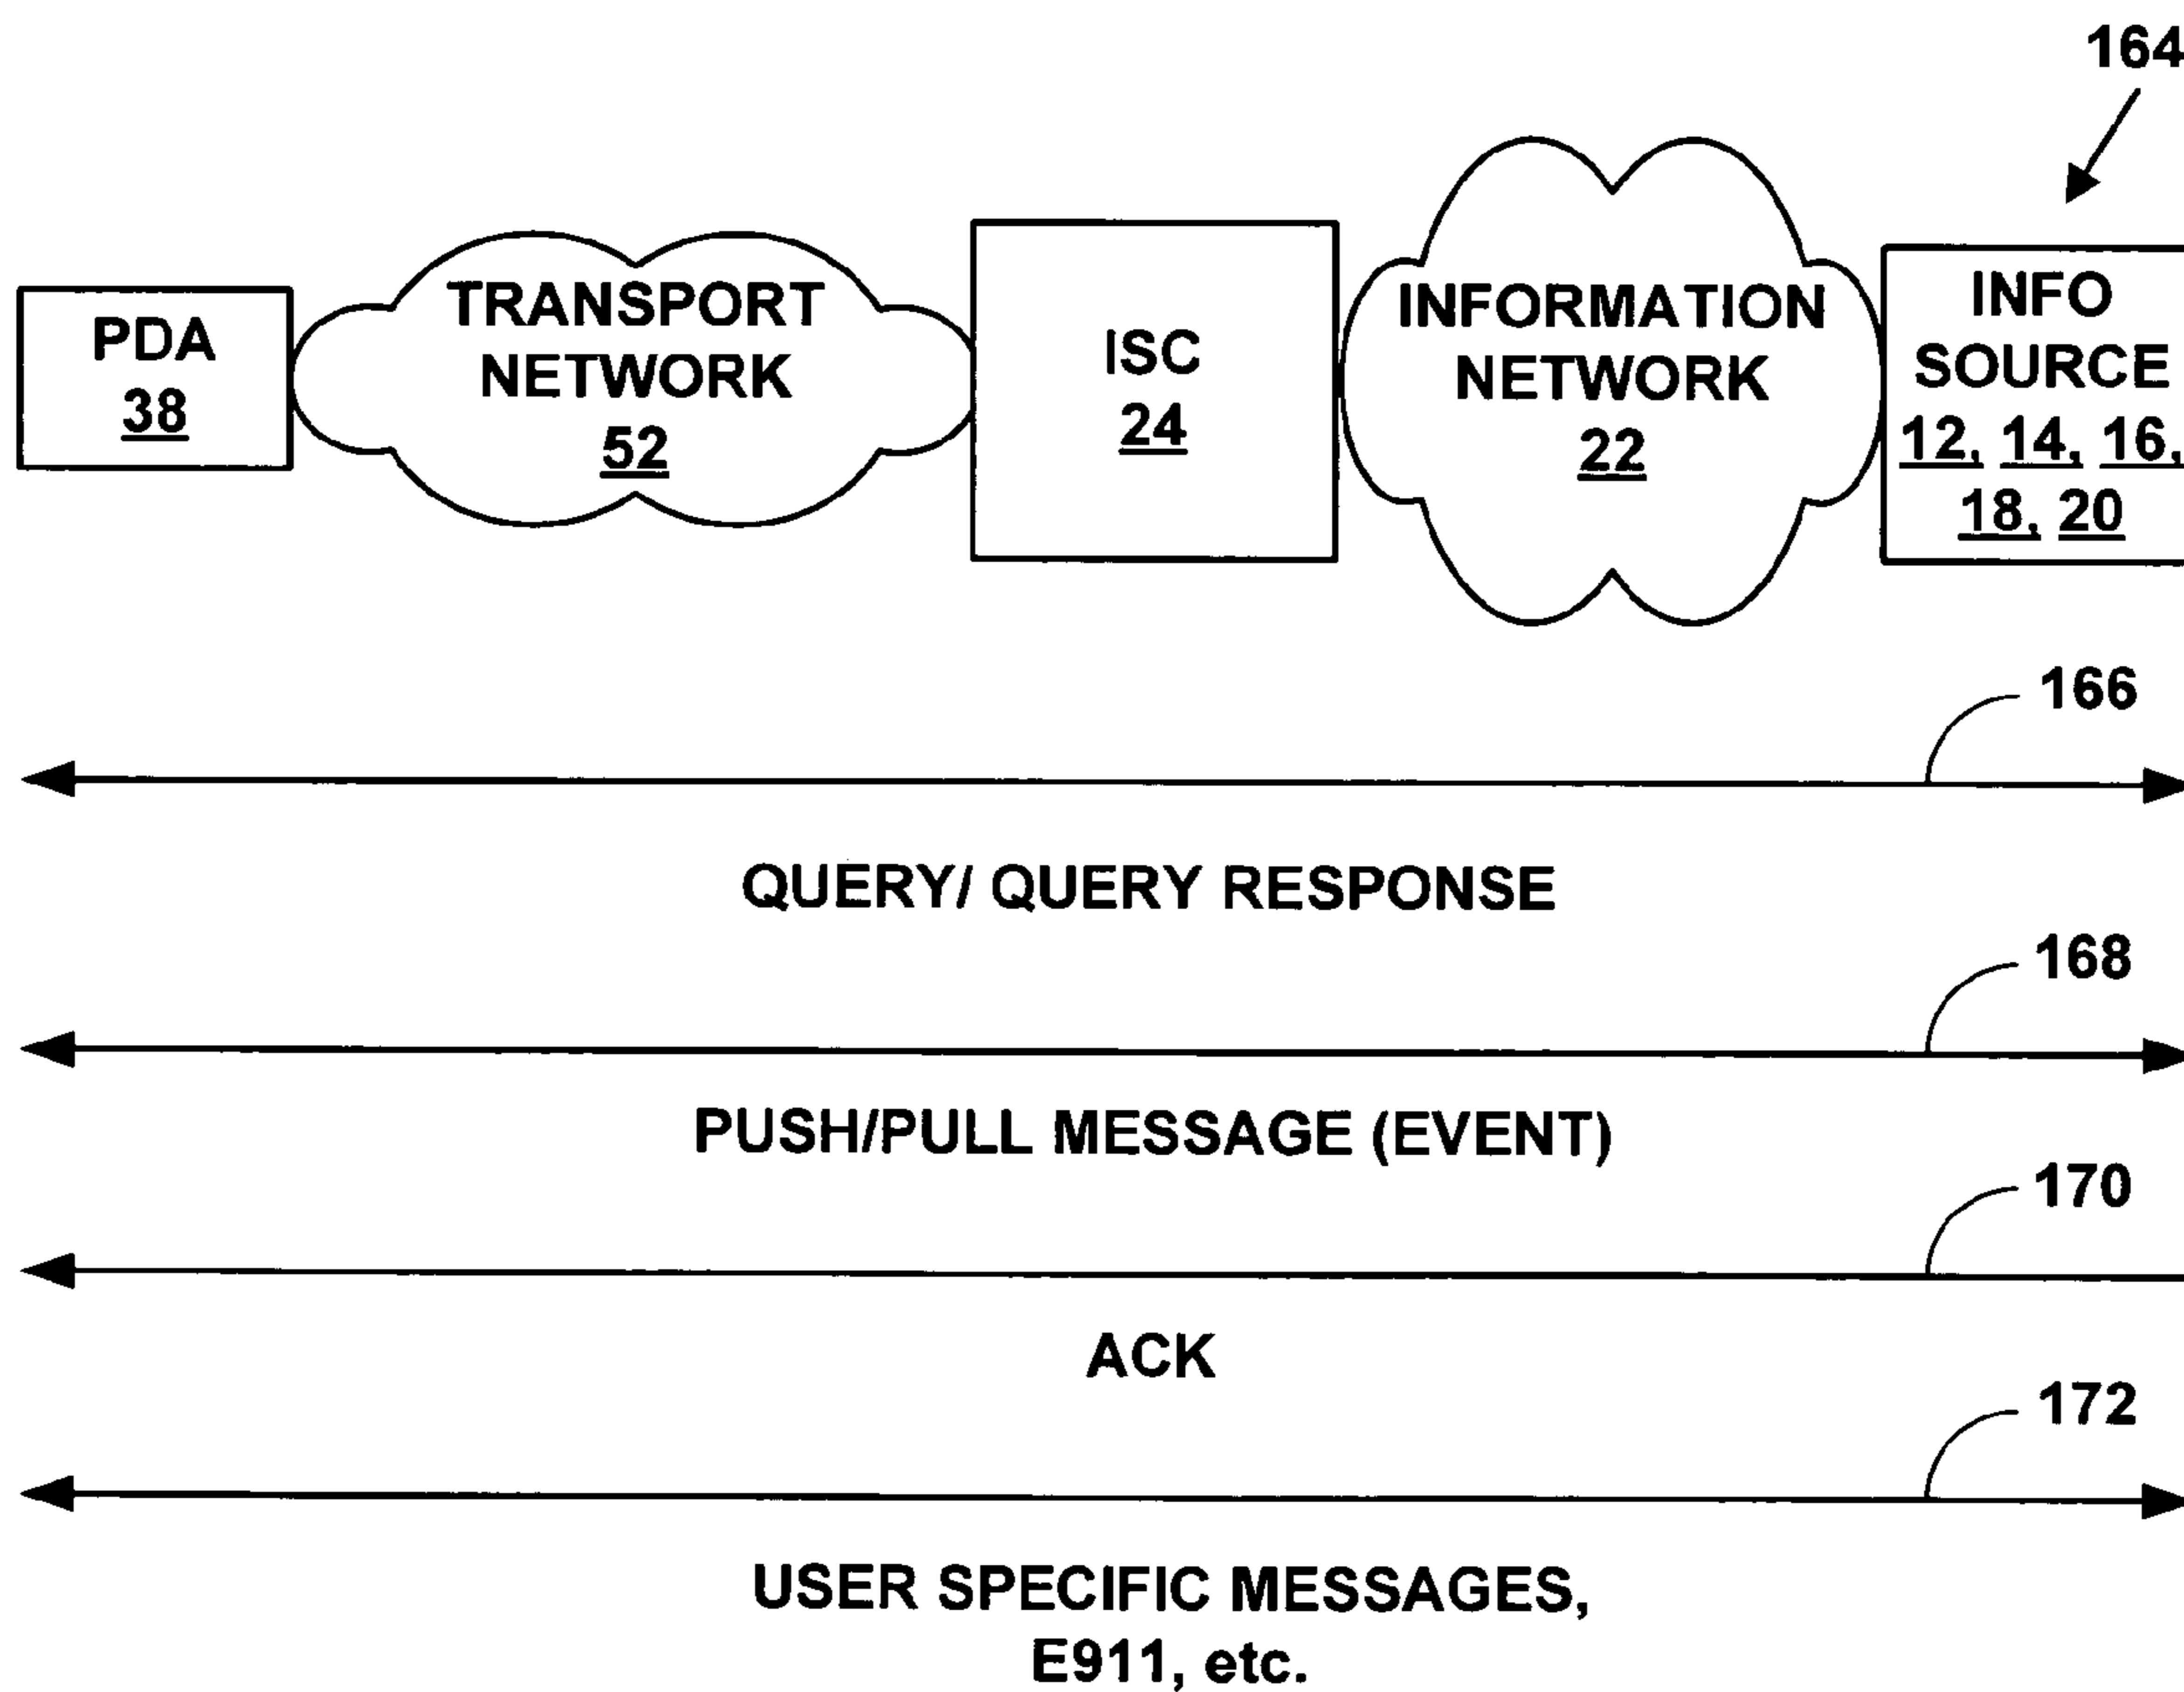 164
PDA
38
TRANSPORT
NETWORK
52
ISC
24
INFORMATION
NETWORK
22
INFO
SOURCE
12, 14, 16,
18, 20
166
QUERY/ QUERY RESPONSE
168
PUSH/PULL MESSAGE (EVENT)
170
ACK
172
USER SPECIFIC MESSAGES,
E911, etc.